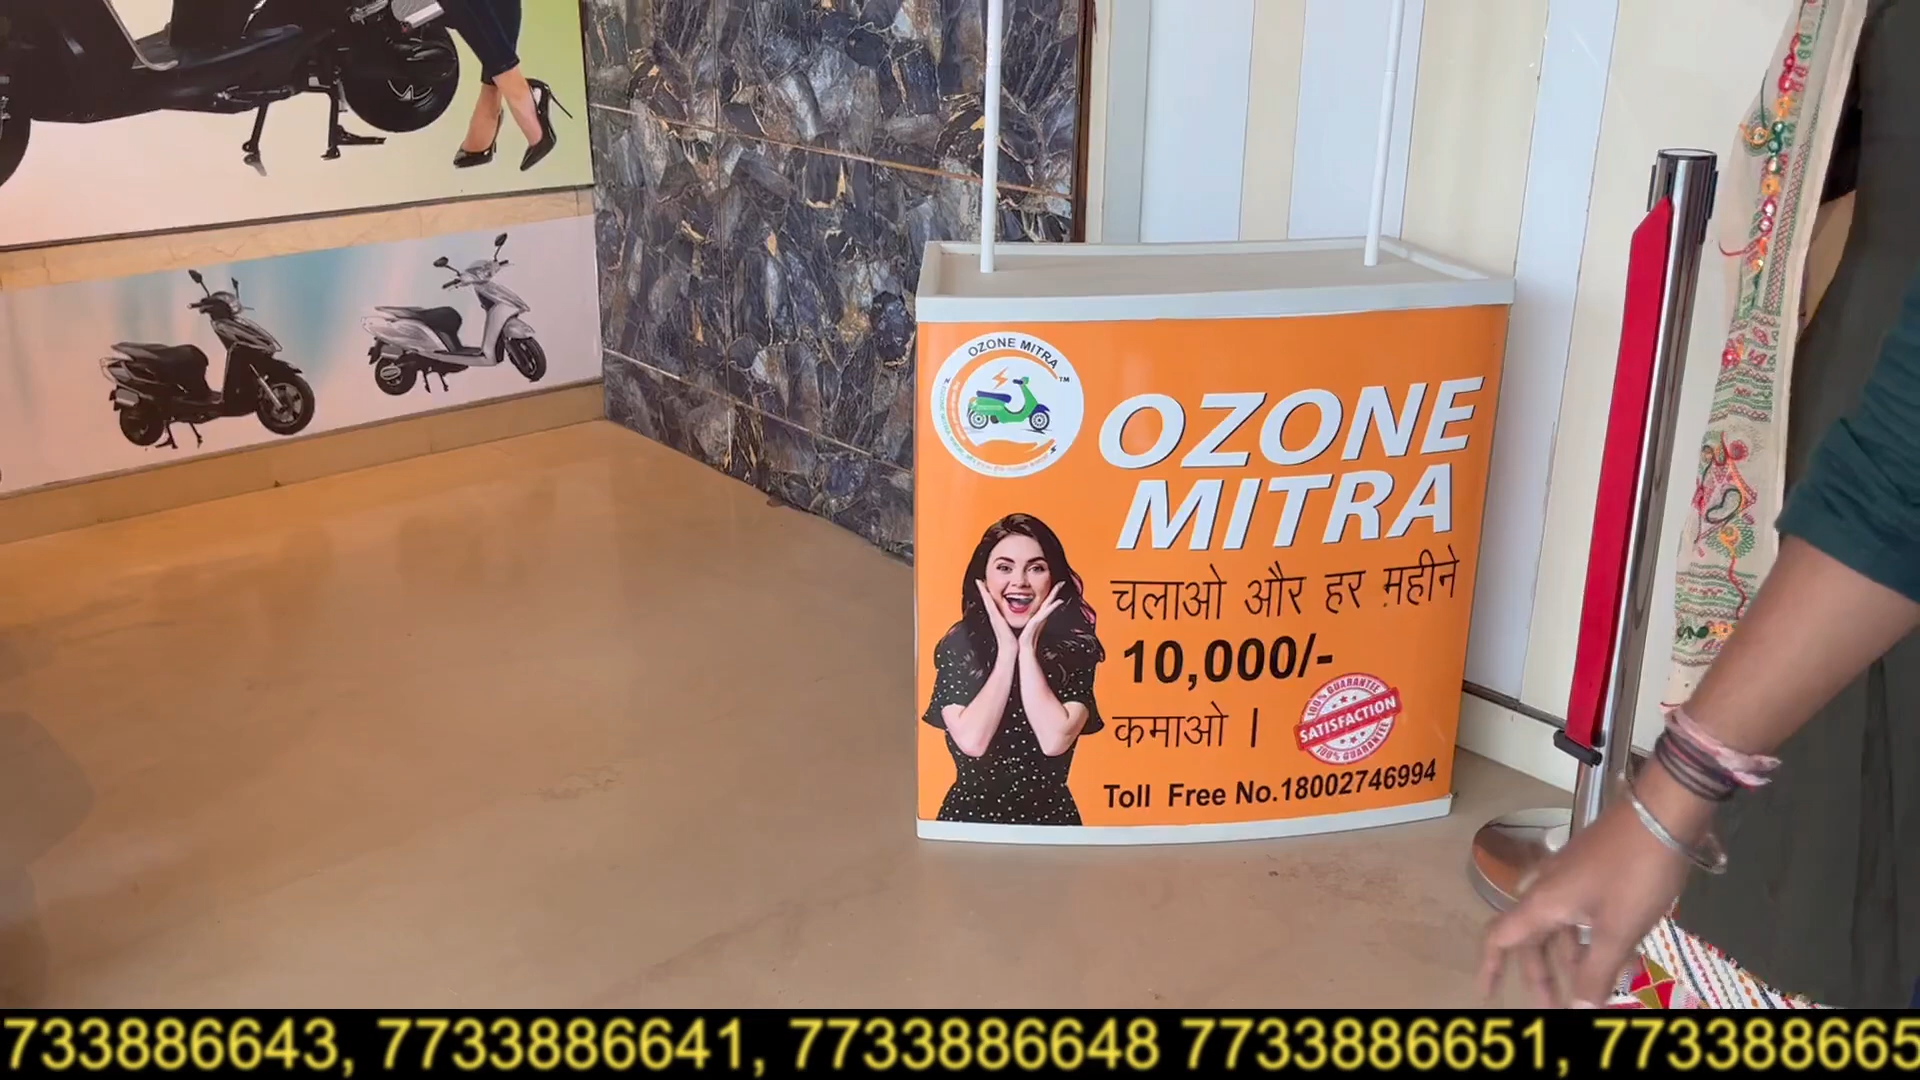 OZONE MITRA
TM
OZONE
MITRA
चलाओ और हर महीने
10,000/-
कमाओ ।
100% GUARANTEE
SATISFACTION
100% GUARANTEE
Toll Free No.18002746994
733886643, 7733886641, 7733886648 7733886651, 773388665